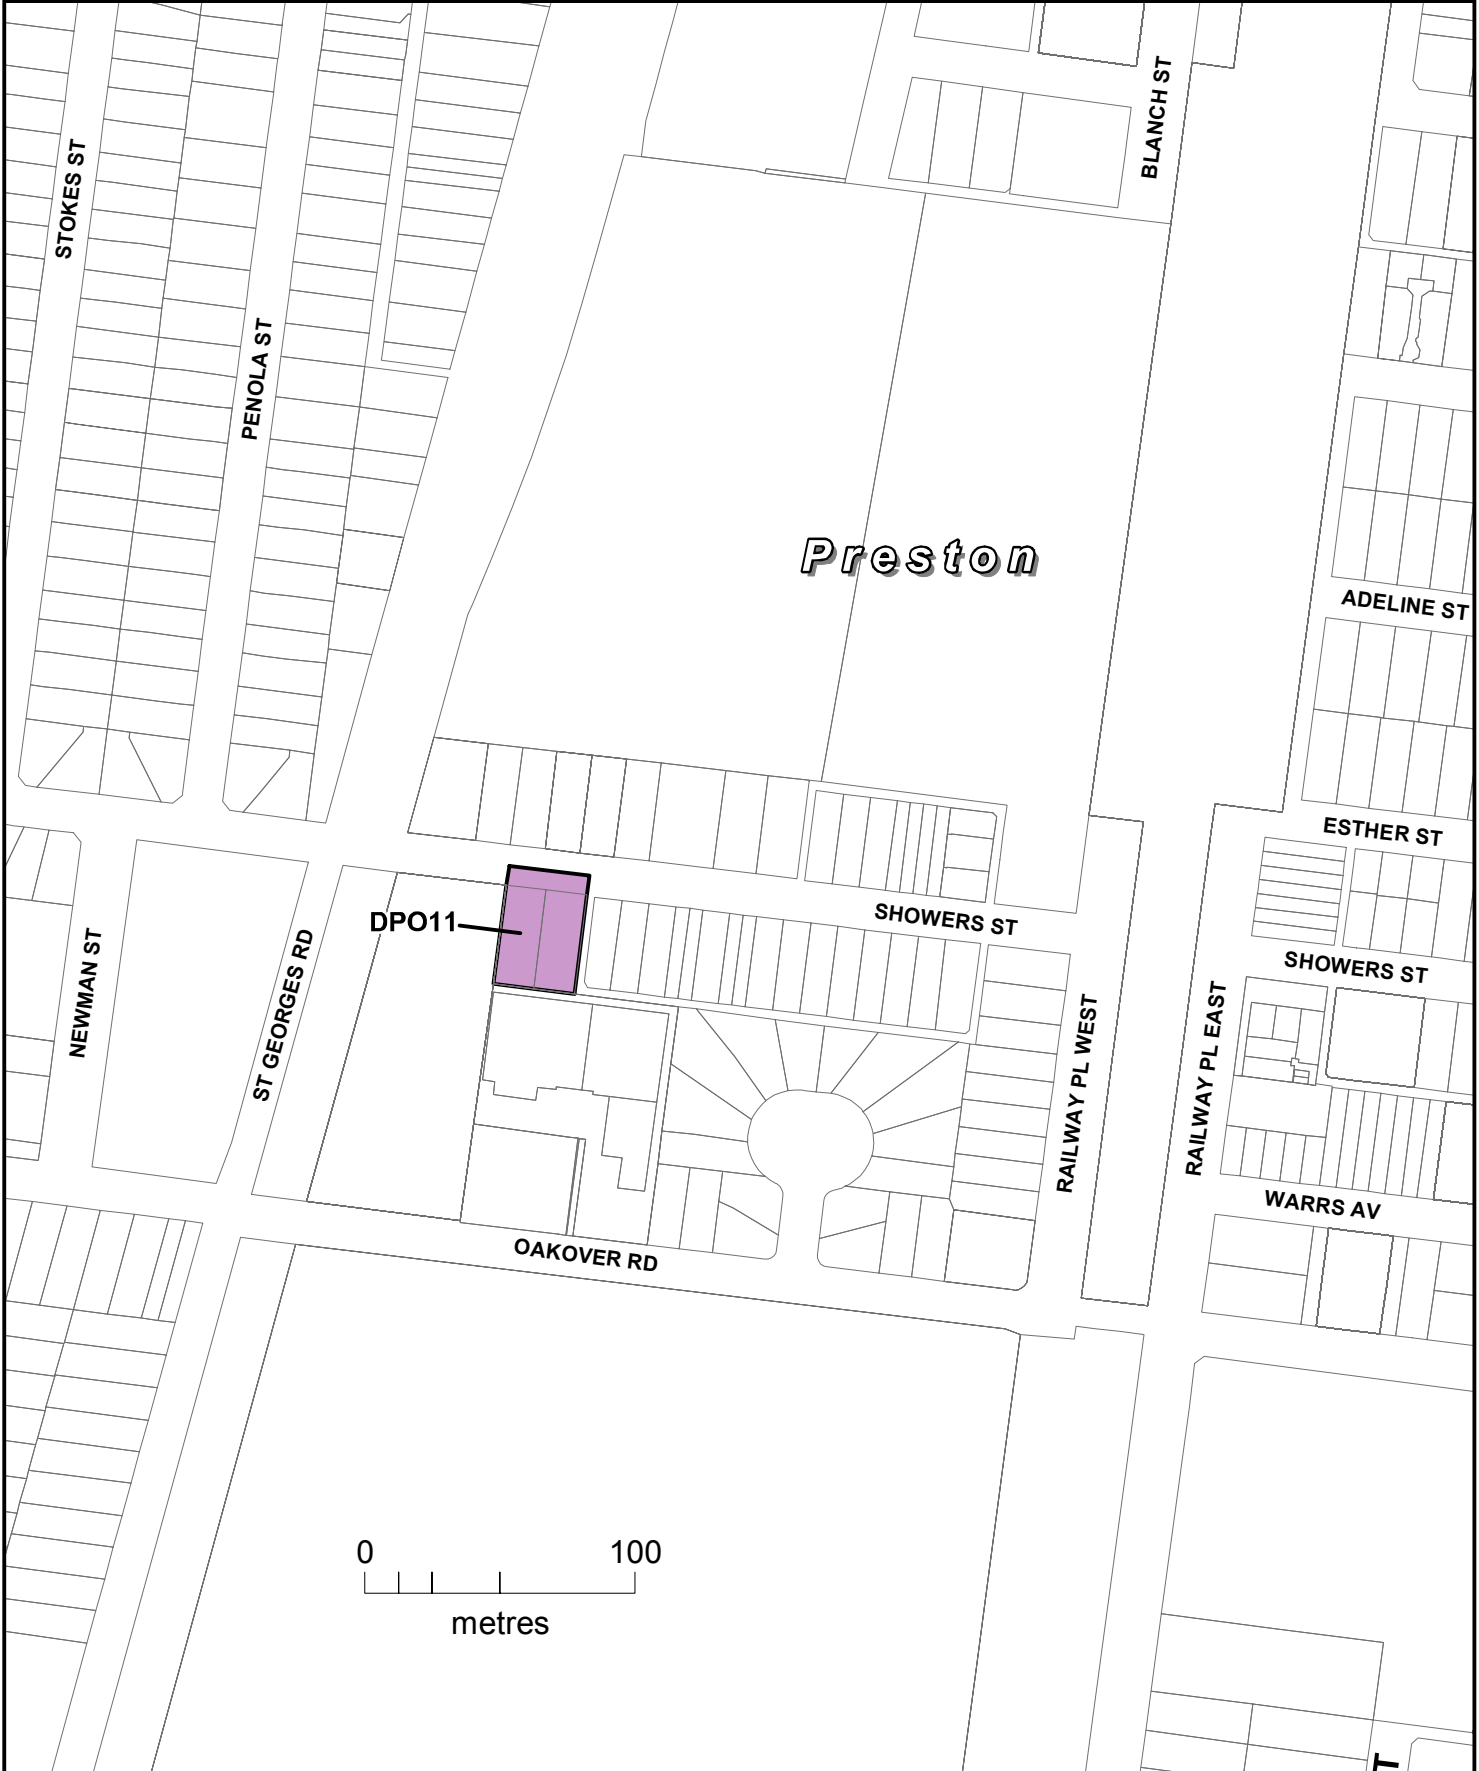 BLANCH ST
STOKES ST
PENOLA ST
Preston
ADELINE ST
ESTHER ST
SHOWERS ST
DPO11
SHOWERS ST
NEWMAN ST
ST GEORGES RD
RAILWAY PL WEST
RAILWAY PL EAST
WARRS AV
OAKOVER RD
0 100
metres
T